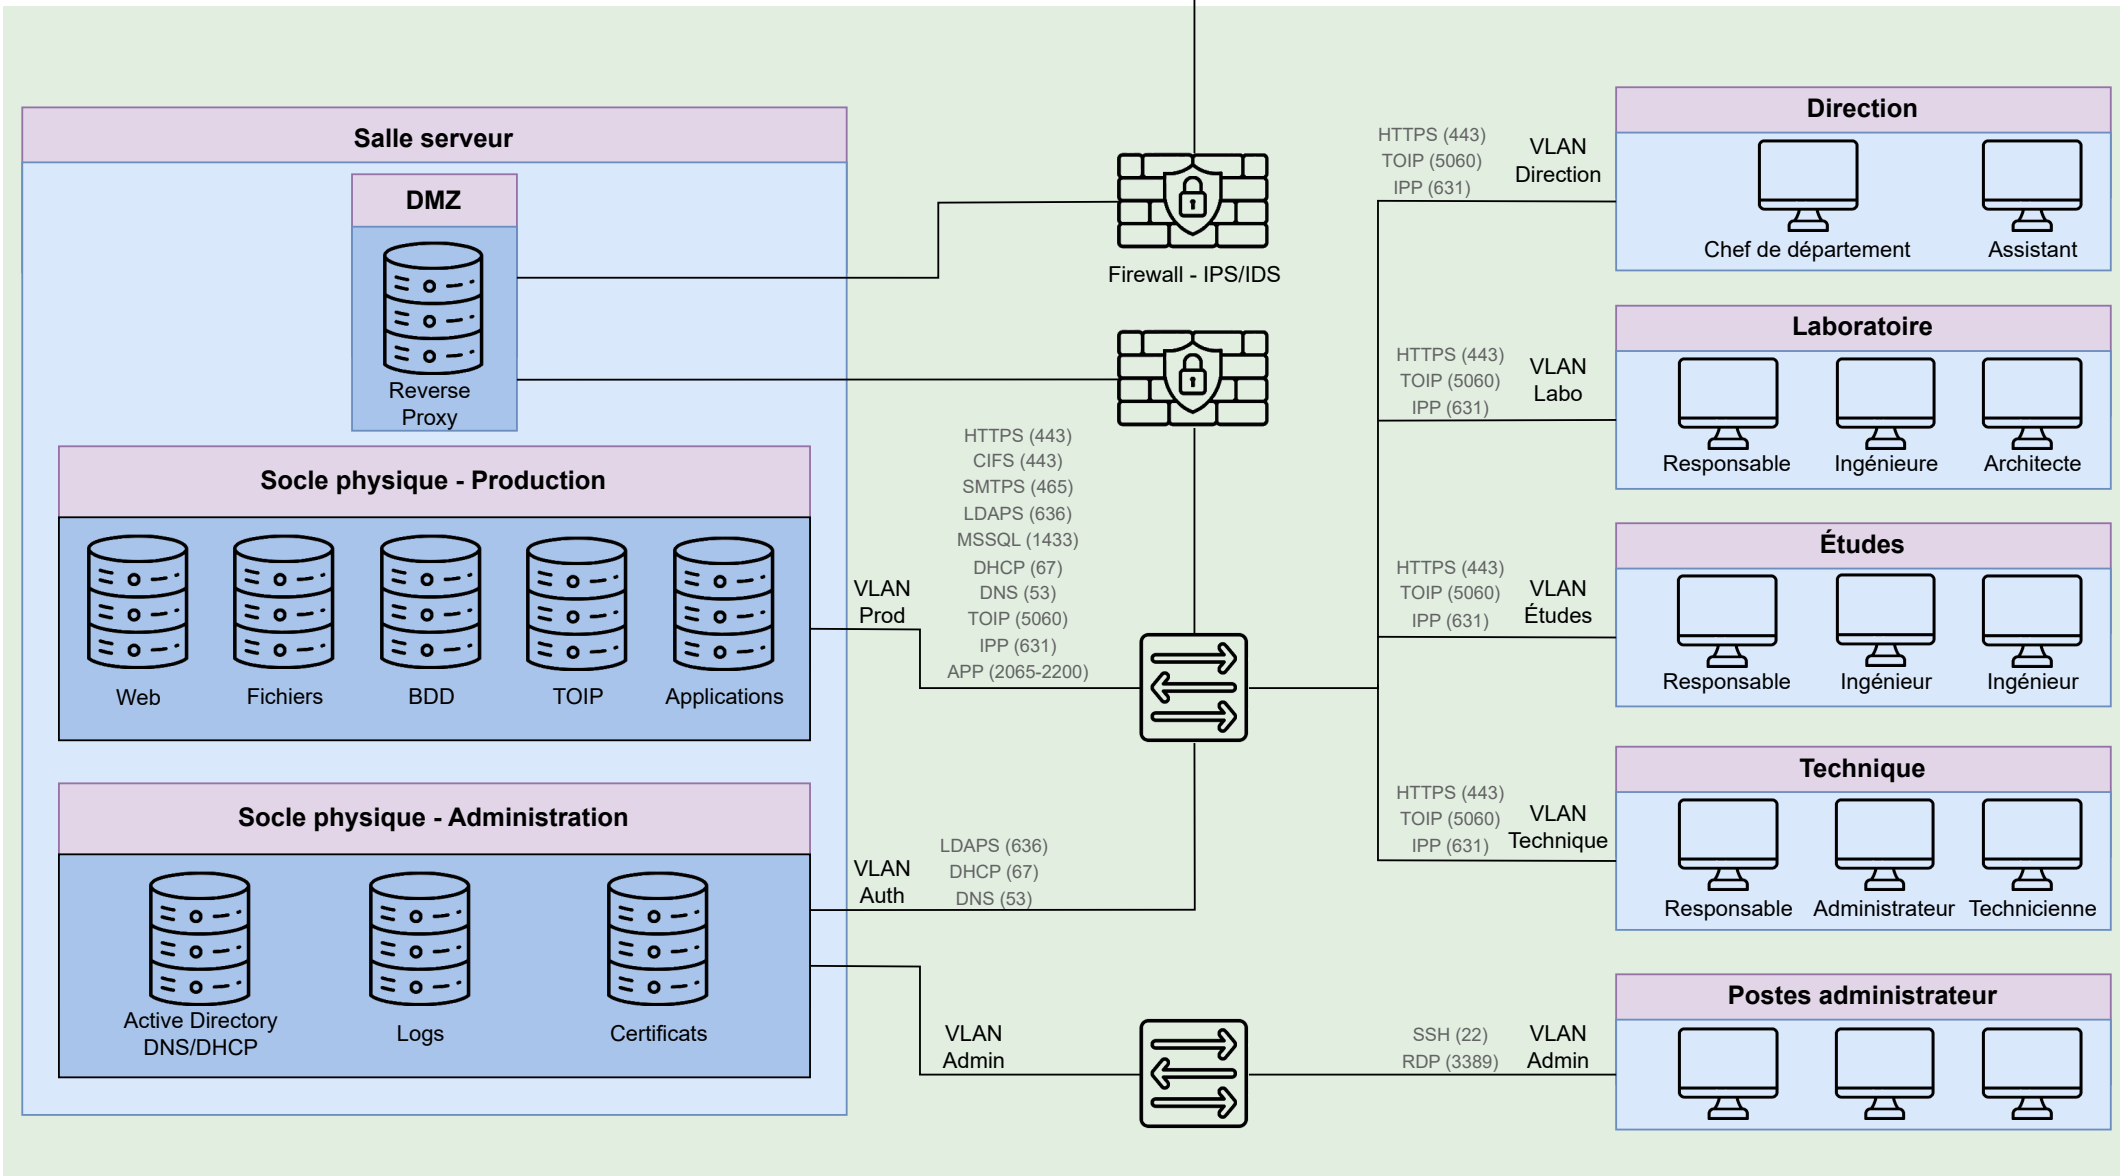 Salle serveur
DMZ
Reverse
Proxy
Socle physique - Production
Web
Fichiers
BDD
TOIP
Applications
Socle physique - Administration
Active Directory
DNS/DHCP
Logs
Certificats
Firewall - IPS/IDS
VLAN
Prod
HTTPS (443)
CIFS (443)
SMTPS (465)
LDAPS (636)
MSSQL (1433)
DHCP (67)
DNS (53)
TOIP (5060)
IPP (631)
APP (2065-2200)
VLAN
Auth
LDAPS (636)
DHCP (67)
DNS (53)
VLAN
Admin
HTTPS (443)
TOIP (5060)
IPP (631)
VLAN
Direction
Direction
Chef de département
Assistant
HTTPS (443)
TOIP (5060)
IPP (631)
VLAN
Labo
Laboratoire
Responsable
Ingénieure
Architecte
HTTPS (443)
TOIP (5060)
IPP (631)
VLAN
Études
Études
Responsable
Ingénieur
Ingénieur
HTTPS (443)
TOIP (5060)
IPP (631)
VLAN
Technique
Technique
Responsable
Administrateur
Technicienne
SSH (22)
RDP (3389)
VLAN
Admin
Postes administrateur